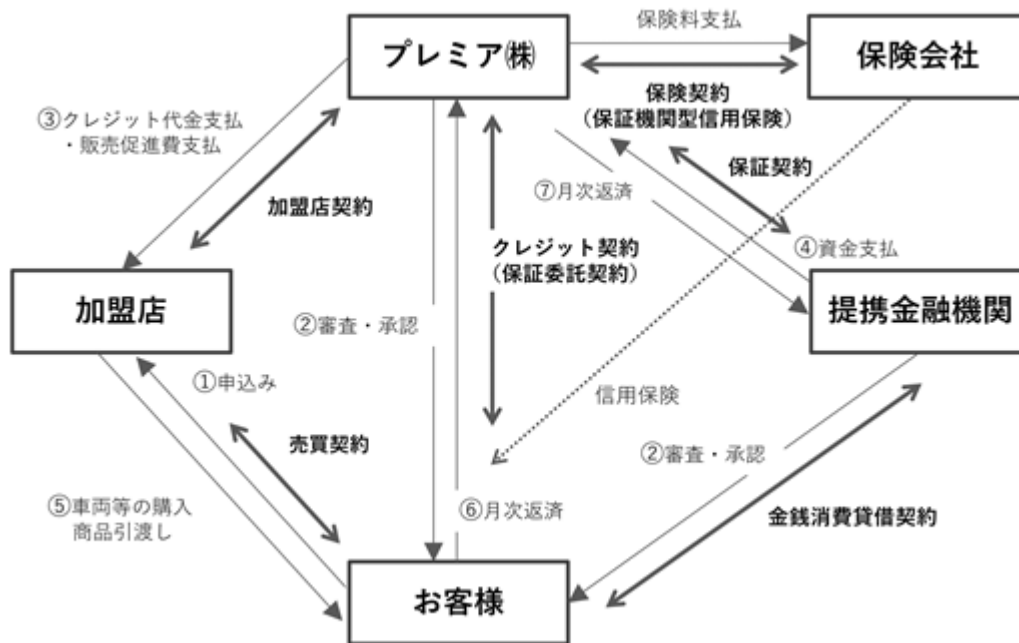 保険料支払
プレミア㈱
保険会社
保険契約
（保証機関型信用保険）
③クレジット代金支払
・販売促進費支払
保証契約
⑦月次返済
加盟店契約
クレジット契約
（保証委託契約）
④資金支払
加盟店
提携金融機関
②審査・承認
①申込み
信用保険
売買契約
②審査・承認
⑤車両等の購入
商品引渡し
⑥月次返済
金銭消費貸借契約
お客様